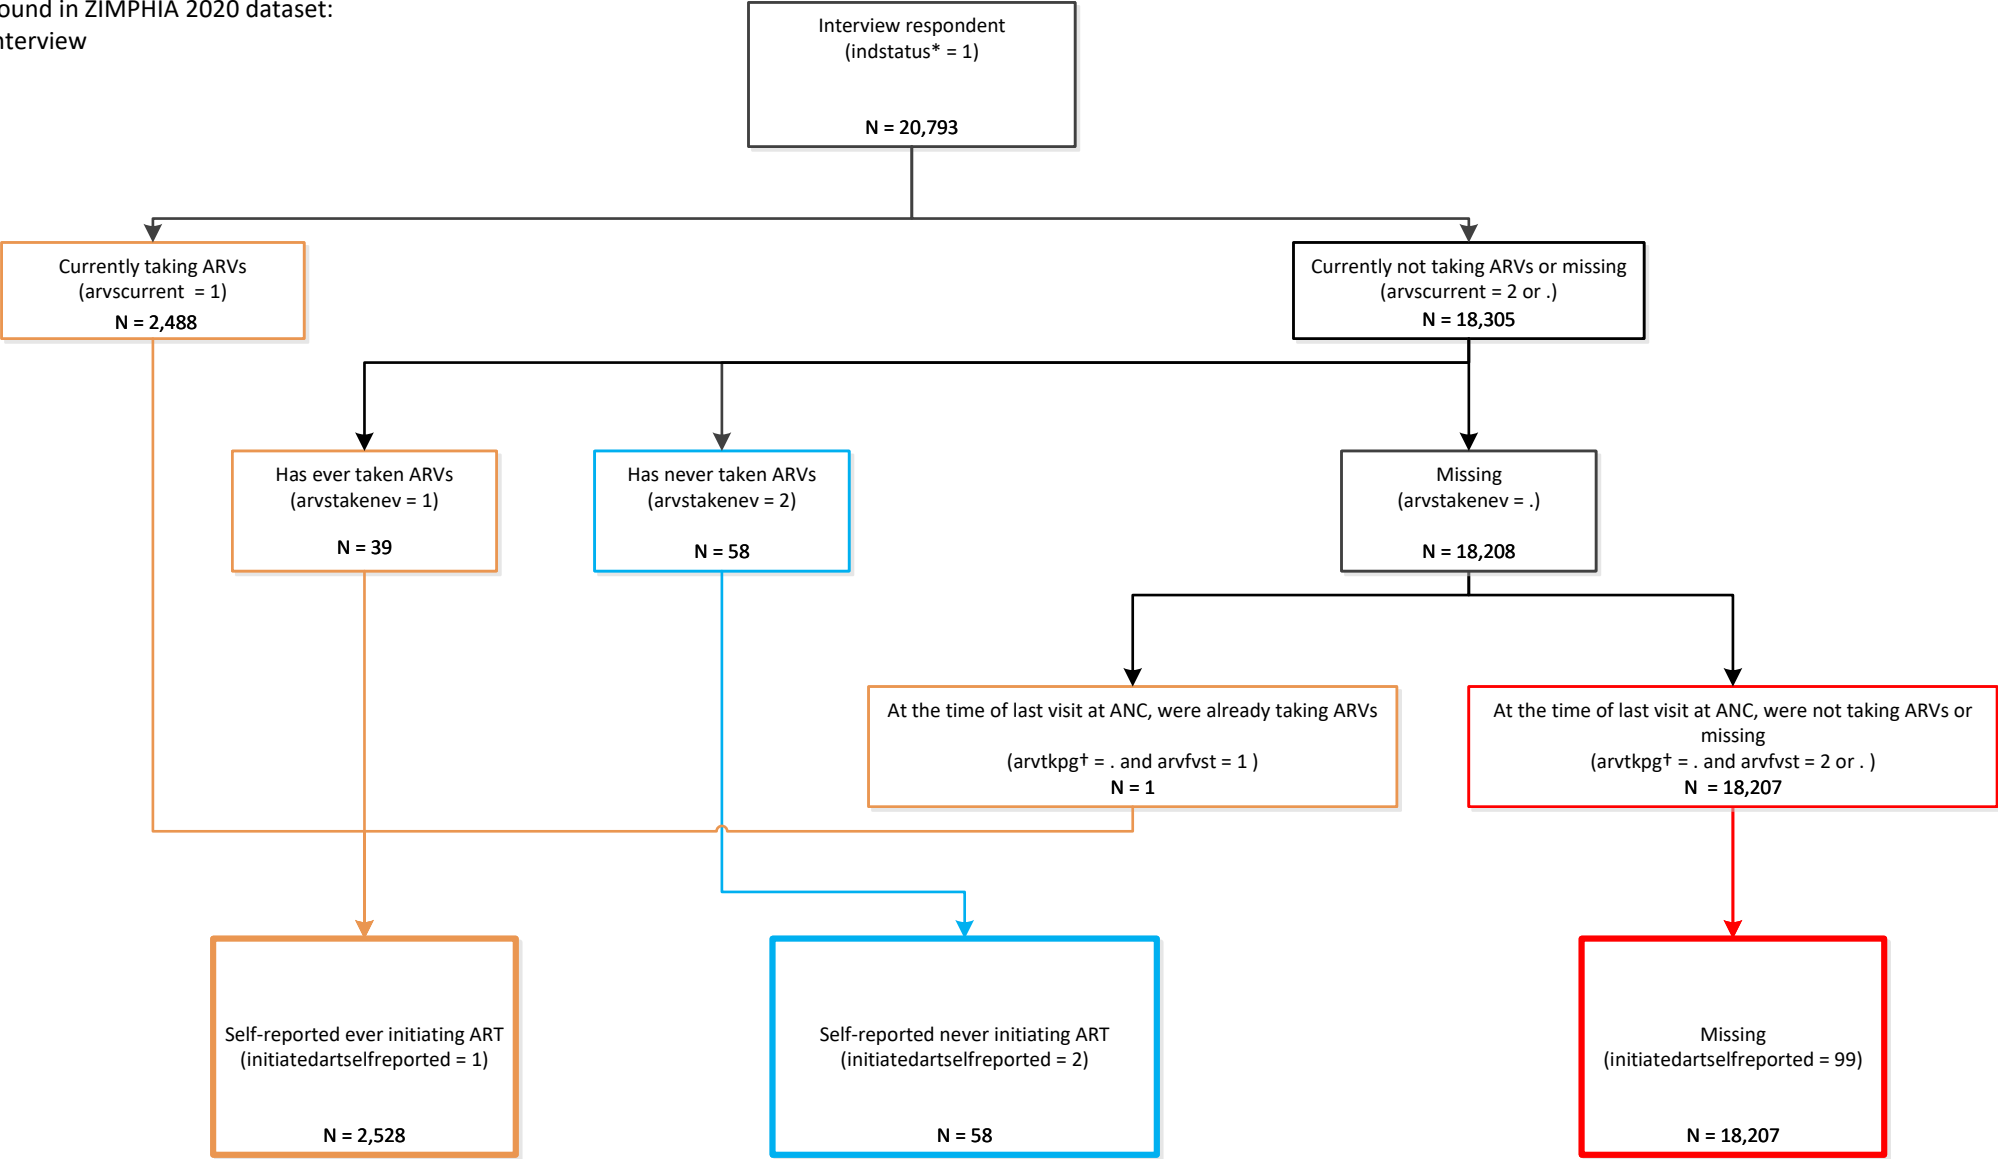 ound in ZIMPHIA 2020 dataset:
nterview
Interview respondent
(indstatus* = 1)
N = 20,793
Currently taking ARVs
(arvscurrent  = 1)
N = 2,488
Currently not taking ARVs or missing
(arvscurrent = 2 or .)
N = 18,305
Has ever taken ARVs
(arvstakenev = 1)
N = 39
Has never taken ARVs
(arvstakenev = 2)
N = 58
Missing
(arvstakenev = .)
N = 18,208
At the time of last visit at ANC, were already taking ARVs
(arvtkpg† = . and arvfvst = 1 )
N = 1
At the time of last visit at ANC, were not taking ARVs or
missing
(arvtkpg† = . and arvfvst = 2 or . )
N  = 18,207
Self-reported ever initiating ART
(initiatedartselfreported = 1)
N = 2,528
Self-reported never initiating ART
(initiatedartselfreported = 2)
N = 58
Missing
(initiatedartselfreported = 99)
N = 18,207